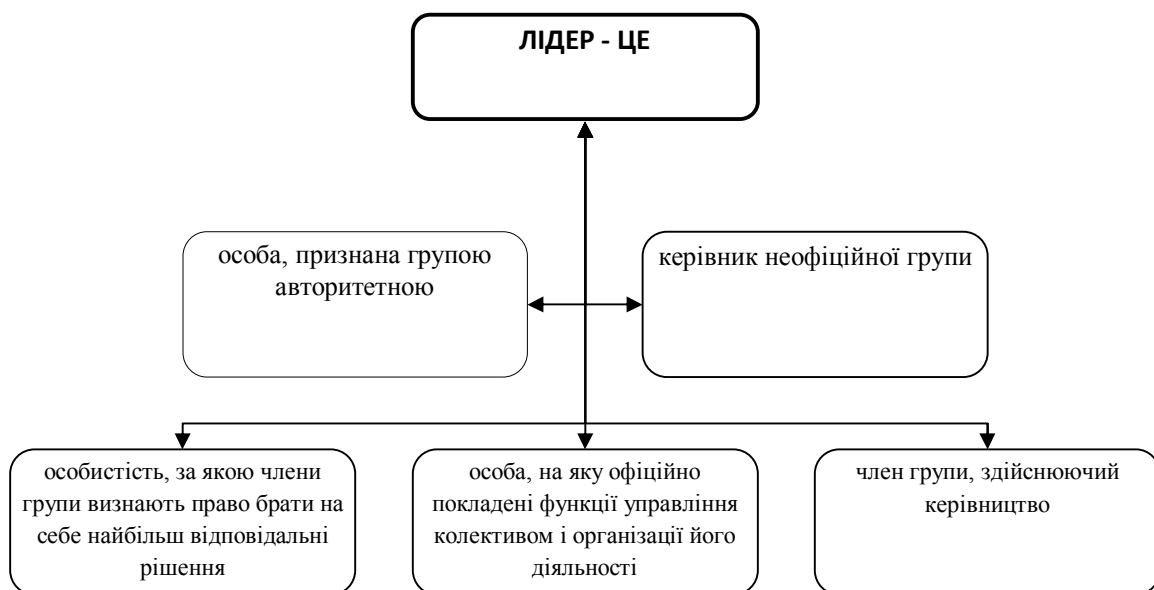 ЛІДЕР - ЦЕ
особа, признана групою
авторитетною
керівник неофіційної групи
особистість, за якою члени
групи визнають право брати на
себе найбільш відповідальні
рішення
особа, на яку офіційно
покладені функції управління
колективом і організації його
діяльності
член групи, здійснюючий
керівництво